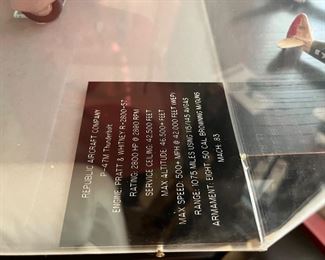 REPUBLIC AIRCRAFT COMPANY
P-47M Thunderbolt
ENGINE: PRATT & WHITNEY R-2800-57
RATING: 2800 HP @ 2800 RPM
SERVICE CEILING: 42,500 FEET
MAX ALTITUDE: 46,500+ FEET
MAX SPEED: 500+ MPH @ 42,000 FEET (WEP)
RANGE: 1075 MILES USING 115/145 AVGAS
ARMAMENT: EIGHT .50 CAL BROWNING M/GUNS
MACH: .83